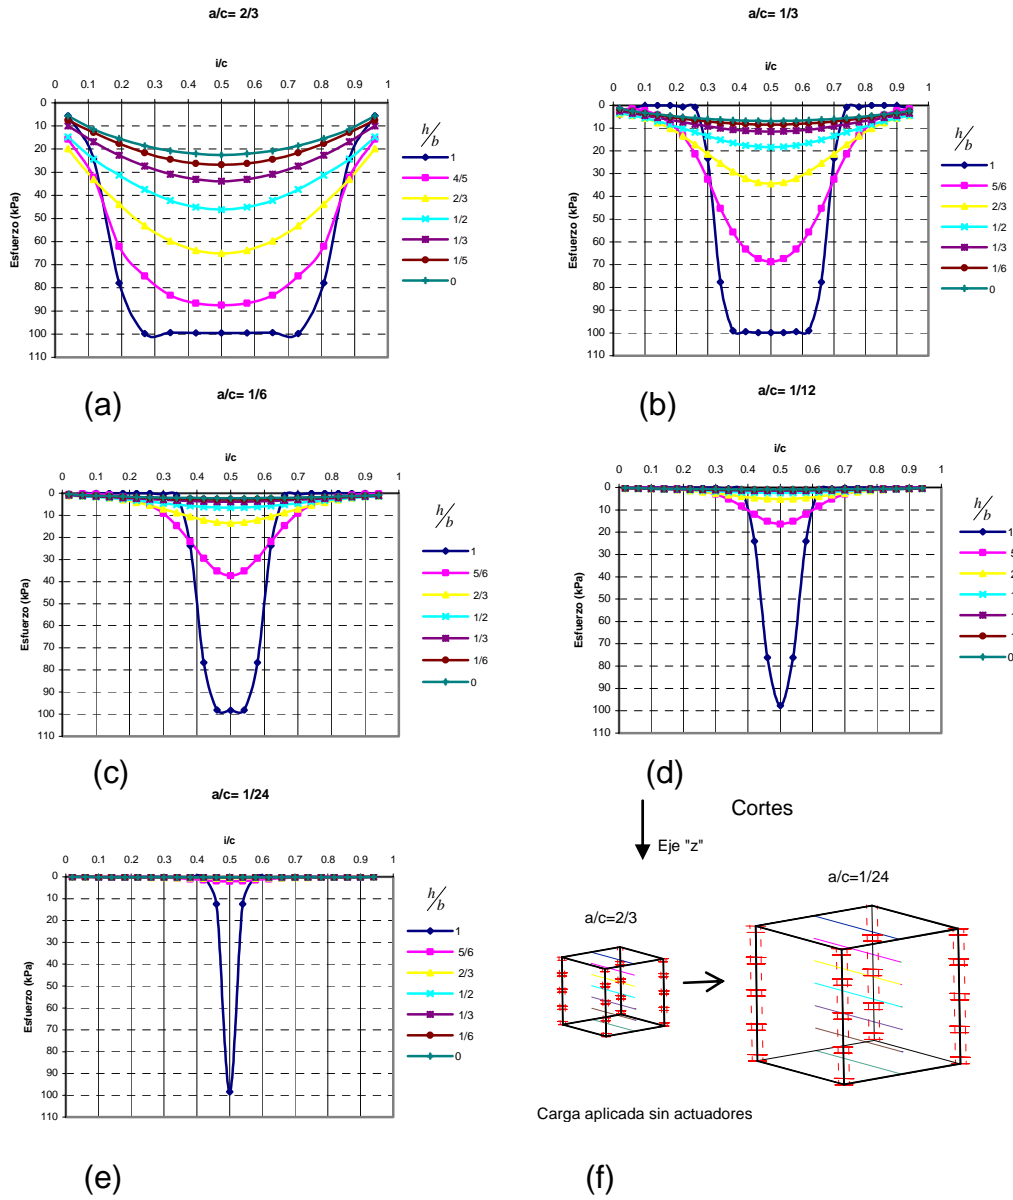 a/c= 2/3
i/c
0 0.1 0.2 0.3 0.4 0.5 0.6 0.7 0.8 0.9 1
0
10
20
30
40
50
60
70
80
90
100
110
Esfuerzo (kPa)
h/b
1
4/5
2/3
1/2
1/3
1/5
0
(a)
a/c= 1/3
i/c
0 0.1 0.2 0.3 0.4 0.5 0.6 0.7 0.8 0.9 1
0
10
20
30
40
50
60
70
80
90
100
110
Esfuerzo (kPa)
h/b
1
5/6
2/3
1/2
1/3
1/6
0
(b)
a/c= 1/6
i/c
0 0.1 0.2 0.3 0.4 0.5 0.6 0.7 0.8 0.9 1
0
10
20
30
40
50
60
70
80
90
100
110
Esfuerzo (kPa)
h/b
1
5/6
2/3
1/2
1/3
1/6
0
(c)
a/c= 1/12
i/c
0 0.1 0.2 0.3 0.4 0.5 0.6 0.7 0.8 0.9 1
0
10
20
30
40
50
60
70
80
90
100
110
Esfuerzo (kPa)
h/b
1
5
2
1
1
1
0
(d)
a/c= 1/24
i/c
0 0.1 0.2 0.3 0.4 0.5 0.6 0.7 0.8 0.9 1
0
10
20
30
40
50
60
70
80
90
100
110
Esfuerzo (kPa)
h/b
1
5/6
2/3
1/2
1/3
1/6
0
(e)
Cortes
Eje "z"
a/c=1/24
a/c=2/3
Carga aplicada sin actuadores
(f)